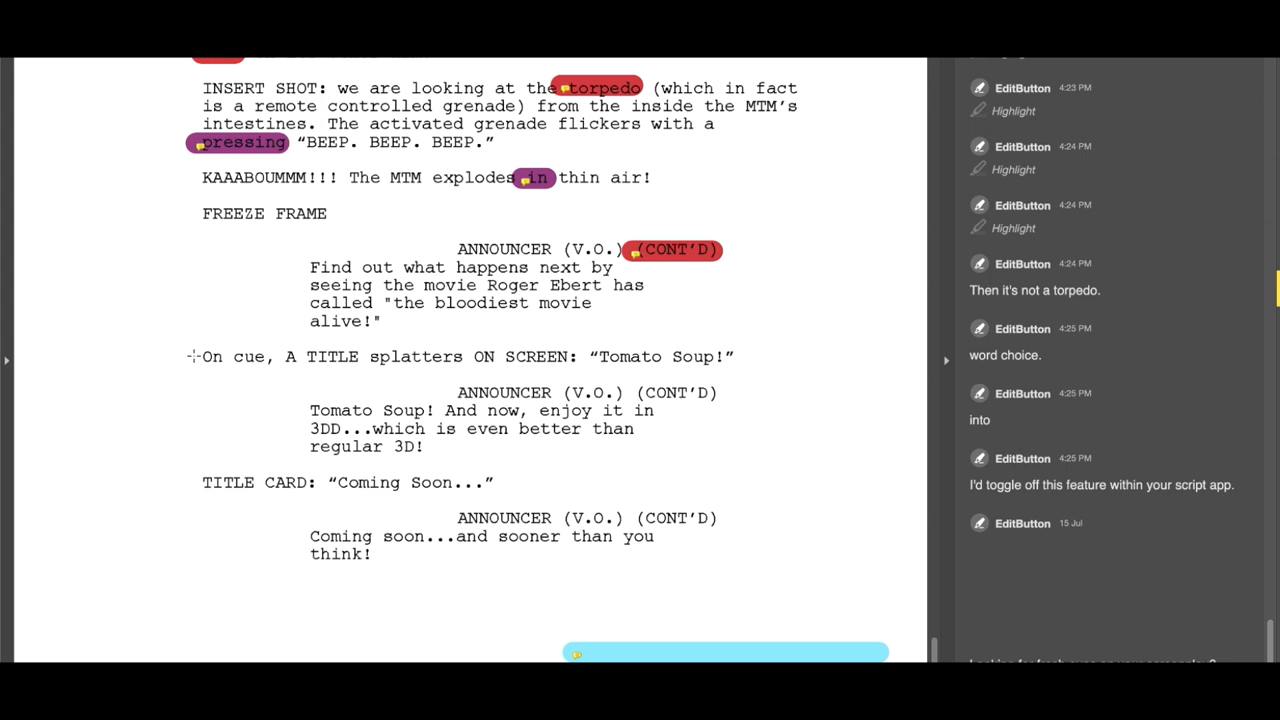 INSERT SHOT: we are looking at the torpedo (which in fact
is a remote controlled grenade) from the inside the MTM’s
intestines. The activated grenade flickers with a
pressing “BEEP. BEEP. BEEP.”
KAAABOUMMM!!! The MTM explodes in thin air!
FREEZE FRAME
ANNOUNCER (V.O.) (CONT’D)
Find out what happens next by
seeing the movie Roger Ebert has
called "the bloodiest movie
alive!"
On cue, A TITLE splatters ON SCREEN: “Tomato Soup!”
ANNOUNCER (V.O.) (CONT’D)
Tomato Soup! And now, enjoy it in
3DD...which is even better than
regular 3D!
TITLE CARD: “Coming Soon...”
ANNOUNCER (V.O.) (CONT’D)
Coming soon...and sooner than you
think!
EditButton 4:23 PM
Highlight
EditButton 4:24 PM
Highlight
EditButton 4:24 PM
Highlight
EditButton 4:24 PM
Then it's not a torpedo.
EditButton 4:25 PM
word choice.
EditButton 4:25 PM
into
EditButton 4:25 PM
I'd toggle off this feature within your script app.
EditButton 15 Jul